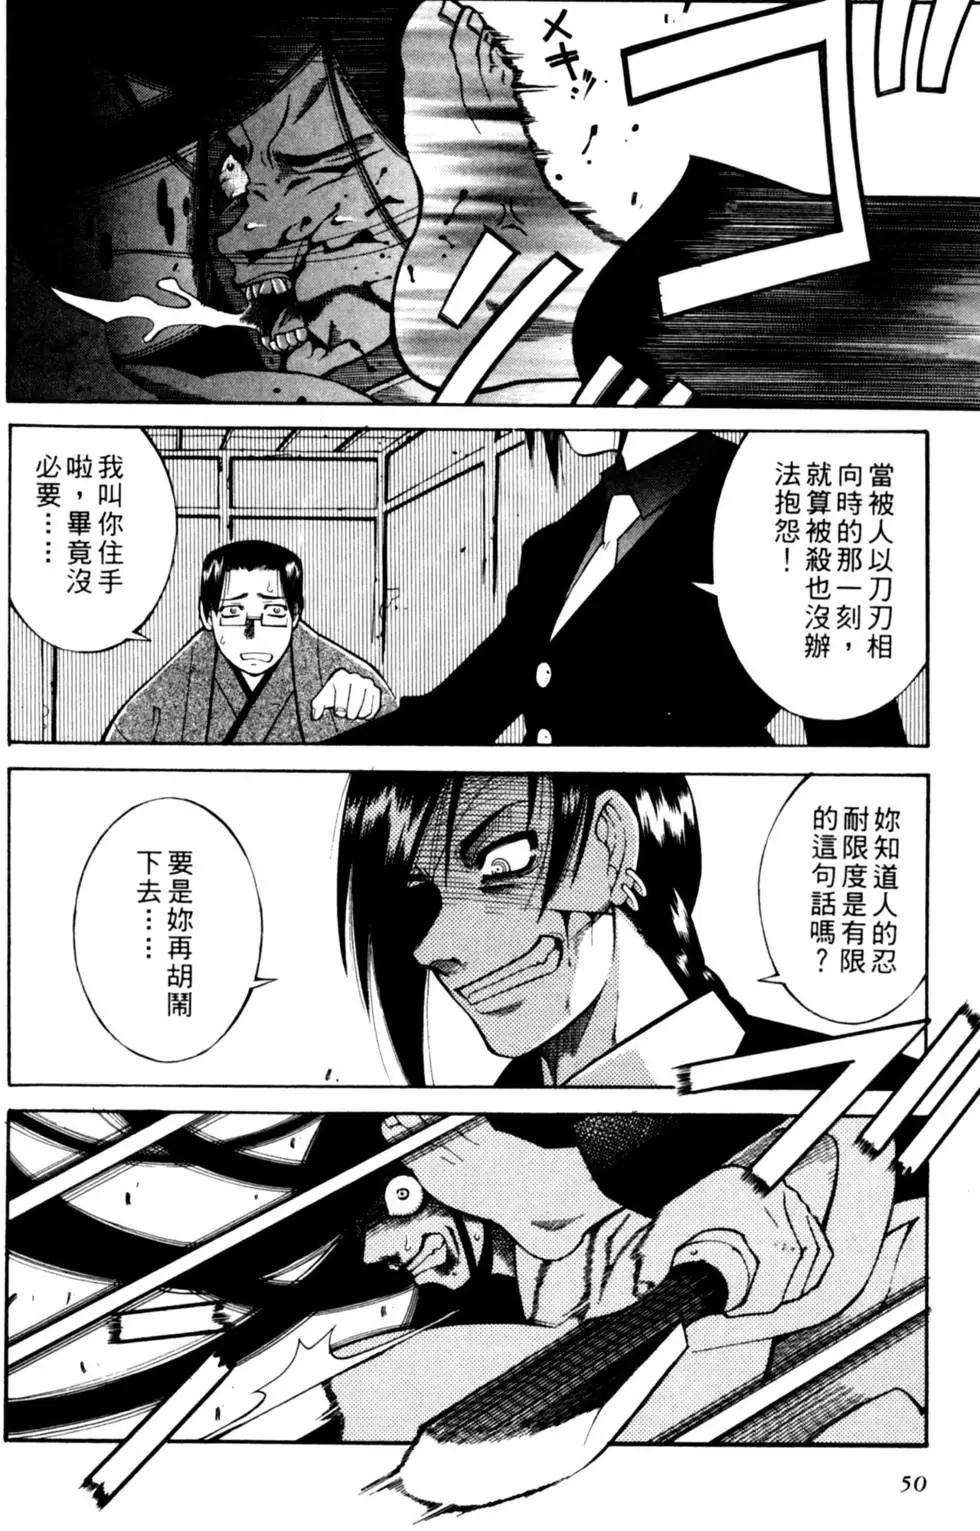 メキッ
當被人以刀刃相
向時的那一刻，
就算被殺也沒辦
法抱怨！
我叫你住手
啦，畢竟沒
必要……
妳知道人的忍
耐限度是有限
的這句話嗎？
要是妳再胡鬧
下去……
50